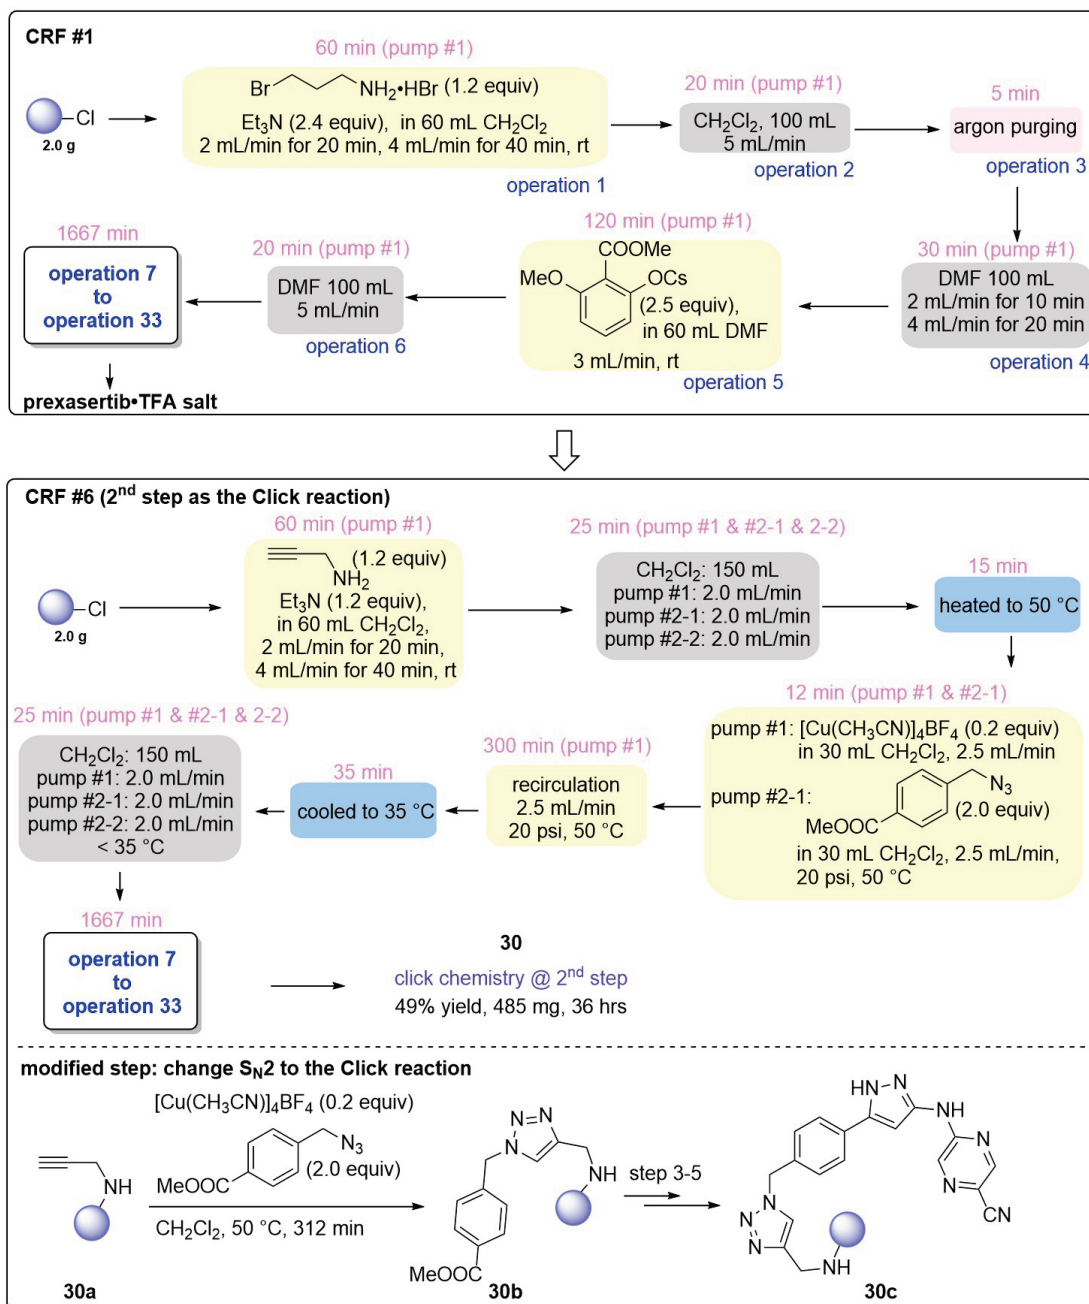 CRF #1
60 min (pump #1)
Br NH₂•HBr (1.2 equiv)
Et₃N (2.4 equiv), in 60 mL CH₂Cl₂
2 mL/min for 20 min, 4 mL/min for 40 min, rt
operation 1
Cl
2.0 g
20 min (pump #1)
CH₂Cl₂, 100 mL
5 mL/min
operation 2
5 min
argon purging
operation 3
30 min (pump #1)
DMF 100 mL
2 mL/min for 10 min
4 mL/min for 20 min
operation 4
120 min (pump #1)
COOMe
MeO OCs
(2.5 equiv),
in 60 mL DMF
3 mL/min, rt
operation 5
20 min (pump #1)
DMF 100 mL
5 mL/min
operation 6
1667 min
operation 7
to
operation 33
prexasertib•TFA salt
CRF #6 (2ⁿᵈ step as the Click reaction)
Cl
2.0 g
60 min (pump #1)
(1.2 equiv)
NH₂
Et₃N (1.2 equiv),
in 60 mL CH₂Cl₂,
2 mL/min for 20 min,
4 mL/min for 40 min, rt
25 min (pump #1 & #2-1 & 2-2)
CH₂Cl₂: 150 mL
pump #1: 2.0 mL/min
pump #2-1: 2.0 mL/min
pump #2-2: 2.0 mL/min
15 min
heated to 50 °C
12 min (pump #1 & #2-1)
pump #1: [Cu(CH₃CN)]₄BF₄ (0.2 equiv)
in 30 mL CH₂Cl₂, 2.5 mL/min
pump #2-1:
N₃
(2.0 equiv)
MeOOC
in 30 mL CH₂Cl₂, 2.5 mL/min,
20 psi, 50 °C
300 min (pump #1)
recirculation
2.5 mL/min
20 psi, 50 °C
35 min
cooled to 35 °C
25 min (pump #1 & #2-1 & 2-2)
CH₂Cl₂: 150 mL
pump #1: 2.0 mL/min
pump #2-1: 2.0 mL/min
pump #2-2: 2.0 mL/min
< 35 °C
1667 min
operation 7
to
operation 33
30
click chemistry @ 2ⁿᵈ step
49% yield, 485 mg, 36 hrs
modified step: change Sₙ2 to the Click reaction
NH
30a
[Cu(CH₃CN)]₄BF₄ (0.2 equiv)
N₃
(2.0 equiv)
MeOOC
CH₂Cl₂, 50 °C, 312 min
N=N
N
NH
MeOOC
30b
step 3-5
HN N
NH
N
N
CN
N
N
N
NH
30c